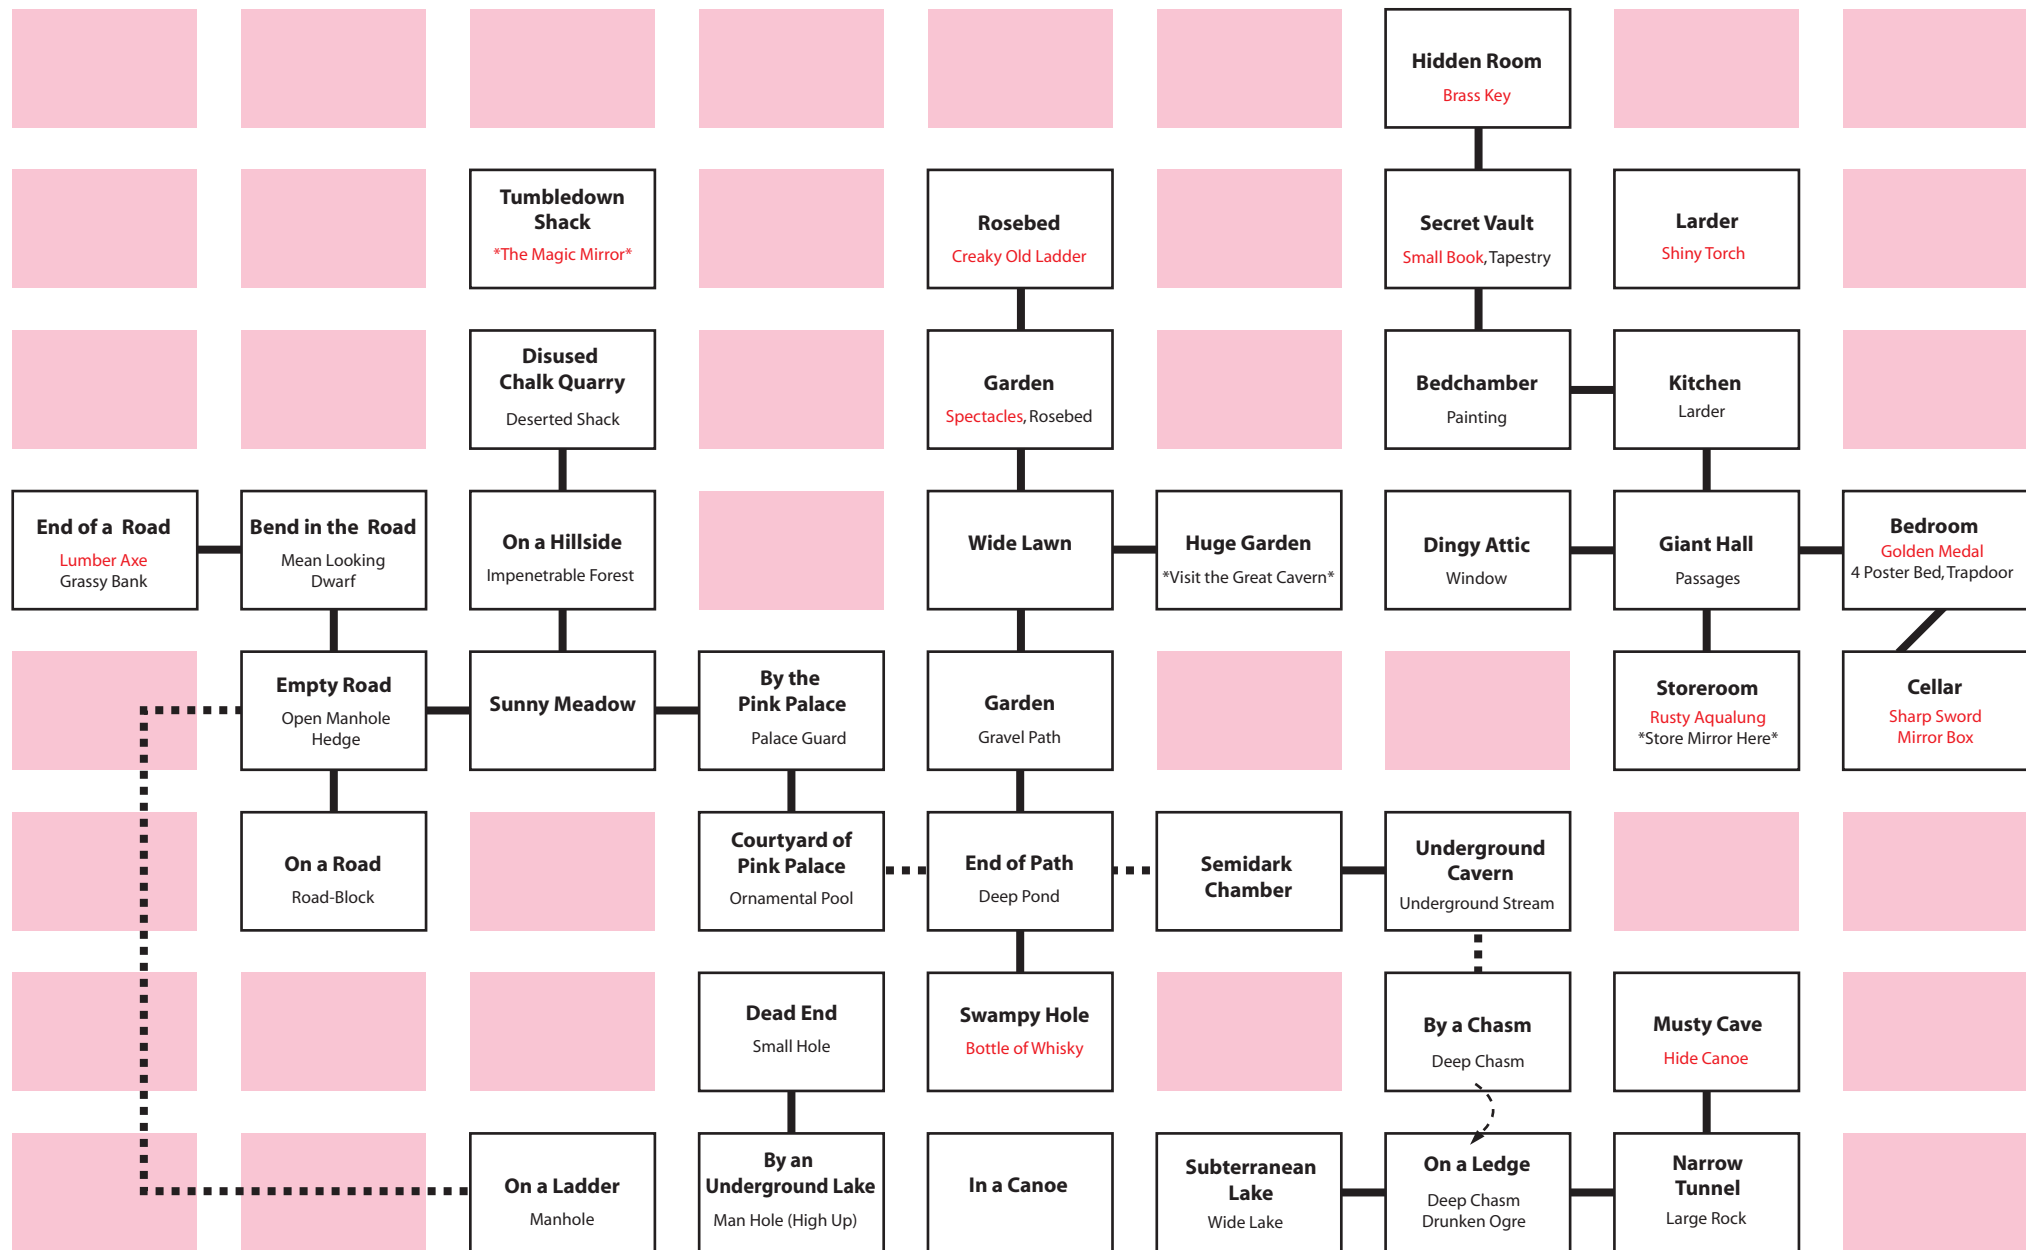 Hidden Room
Brass Key
Tumbledown
Shack
*The Magic Mirror*
Rosebed
Creaky Old Ladder
Secret Vault
Small Book, Tapestry
Larder
Shiny Torch
Disused
Chalk Quarry
Deserted Shack
Garden
Spectacles, Rosebed
Bedchamber
Painting
Kitchen
Larder
End of a Road
Lumber Axe
Grassy Bank
Bend in the Road
Mean Looking
Dwarf
On a Hillside
Impenetrable Forest
Wide Lawn
Huge Garden
*Visit the Great Cavern*
Dingy Attic
Window
Giant Hall
Passages
Bedroom
Golden Medal
4 Poster Bed, Trapdoor
Empty Road
Open Manhole
Hedge
Sunny Meadow
By the
Pink Palace
Palace Guard
Garden
Gravel Path
Storeroom
Rusty Aqualung
*Store Mirror Here*
Cellar
Sharp Sword
Mirror Box
On a Road
Road-Block
Courtyard of
Pink Palace
Ornamental Pool
End of Path
Deep Pond
Semidark
Chamber
Underground
Cavern
Underground Stream
Dead End
Small Hole
Swampy Hole
Bottle of Whisky
By a Chasm
Deep Chasm
Musty Cave
Hide Canoe
On a Ladder
Manhole
By an
Underground Lake
Man Hole (High Up)
In a Canoe
Subterranean
Lake
Wide Lake
On a Ledge
Deep Chasm
Drunken Ogre
Narrow
Tunnel
Large Rock